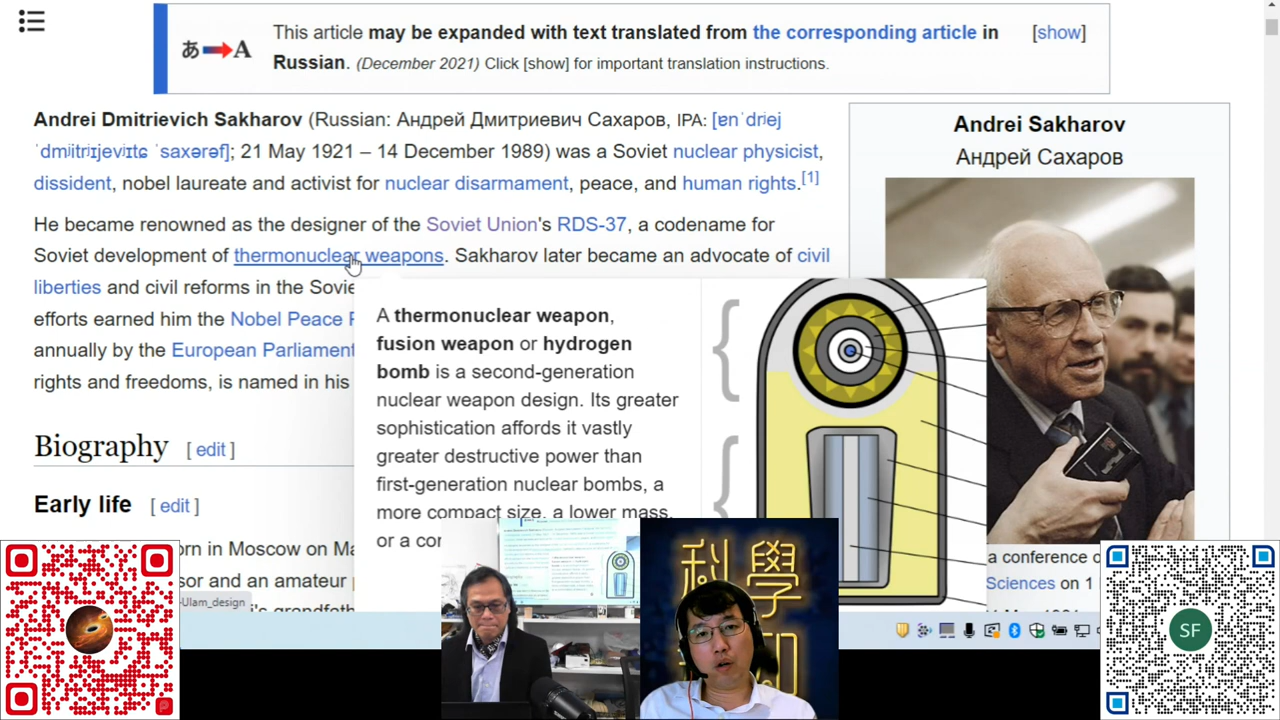 This article may be expanded with text translated from the corresponding article in
Russian. (December 2021) Click [show] for important translation instructions.
[show]
あ A
Andrei Dmitrievich Sakharov (Russian: Андрей Дмитриевич Сахаров, IPA: [ɐnˈdrʲej
ˈdmʲitrʲɪjevʲɪtɕ ˈsaxərəf]; 21 May 1921 – 14 December 1989) was a Soviet nuclear physicist,
dissident, nobel laureate and activist for nuclear disarmament, peace, and human rights.[1]
He became renowned as the designer of the Soviet Union's RDS-37, a codename for
Soviet development of thermonuclear weapons. Sakharov later became an advocate of civil
liberties and civil reforms in the Sovie
efforts earned him the Nobel Peace P
annually by the European Parliament
rights and freedoms, is named in his
Biography [ edit ]
Early life [ edit ]
orn in Moscow on Ma
sor and an amateur p
-Ulam_design
's grandfath
A thermonuclear weapon,
fusion weapon or hydrogen
bomb is a second-generation
nuclear weapon design. Its greater
sophistication affords it vastly
greater destructive power than
first-generation nuclear bombs, a
more compact size, a lower mass,
or a co
Andrei Sakharov
Андрей Сахаров
conference
Sciences on 1
科學
SF